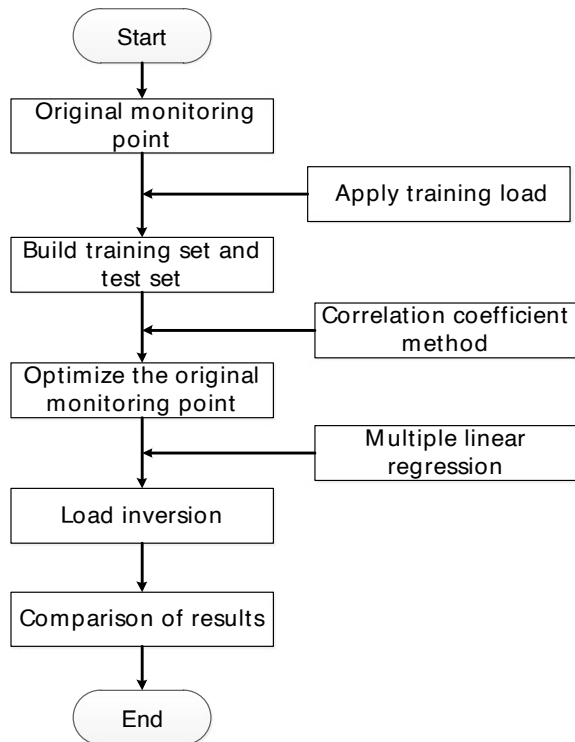 Start
Original monitoring
point
Apply training load
Build training set and
test set
Correlation coefficient
method
Optimize the original
monitoring point
Multiple linear
regression
Load inversion
Comparison of results
End